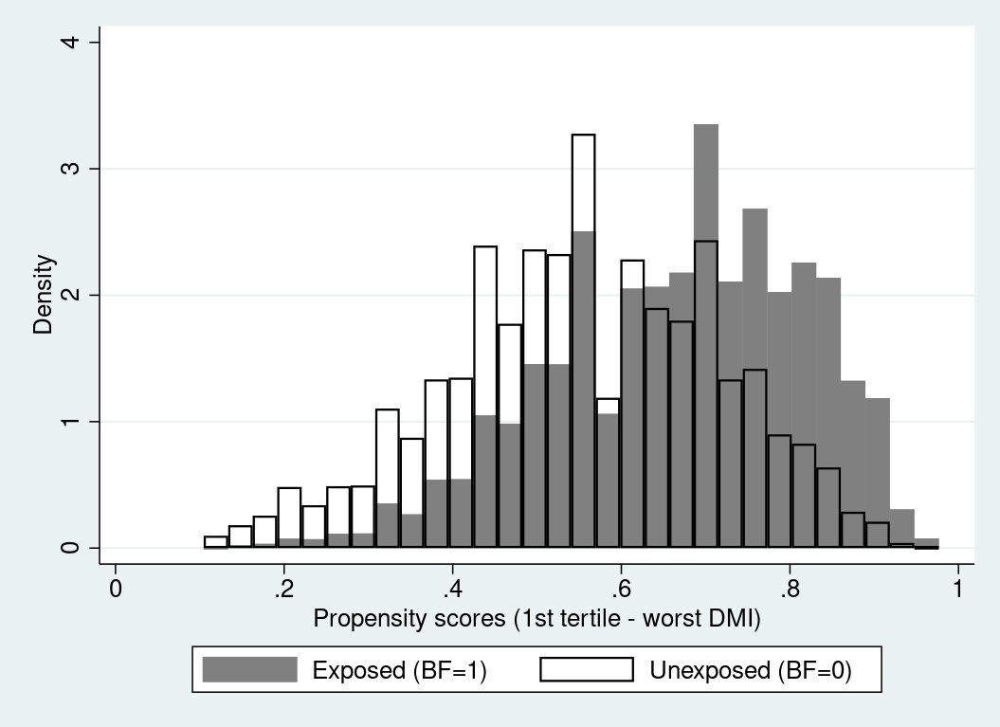 4
3
2
1
0
Density
0 .2 .4 .6 .8 1
Propensity scores (1st tertile - worst DMI)
Exposed (BF=1) Unexposed (BF=0)